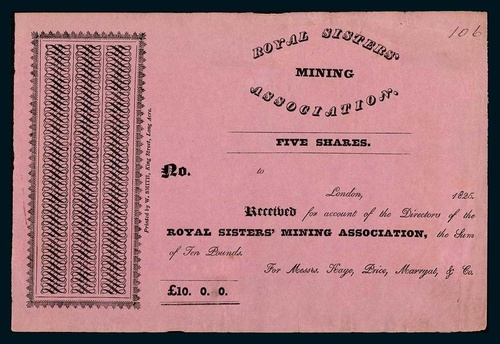 106
ROYAL SISTERS'
MINING
ASSOCIATION.
FIVE SHARES.
No. to
London, 1825.
Received for account of the Directors of the
ROYAL SISTERS' MINING ASSOCIATION, the Sum
of Ten Pounds.
For Messrs. Kaye, Price, Marryat, & Co.
£10. 0. 0.
Printed by W. SMITH, King Street, Long Acre.